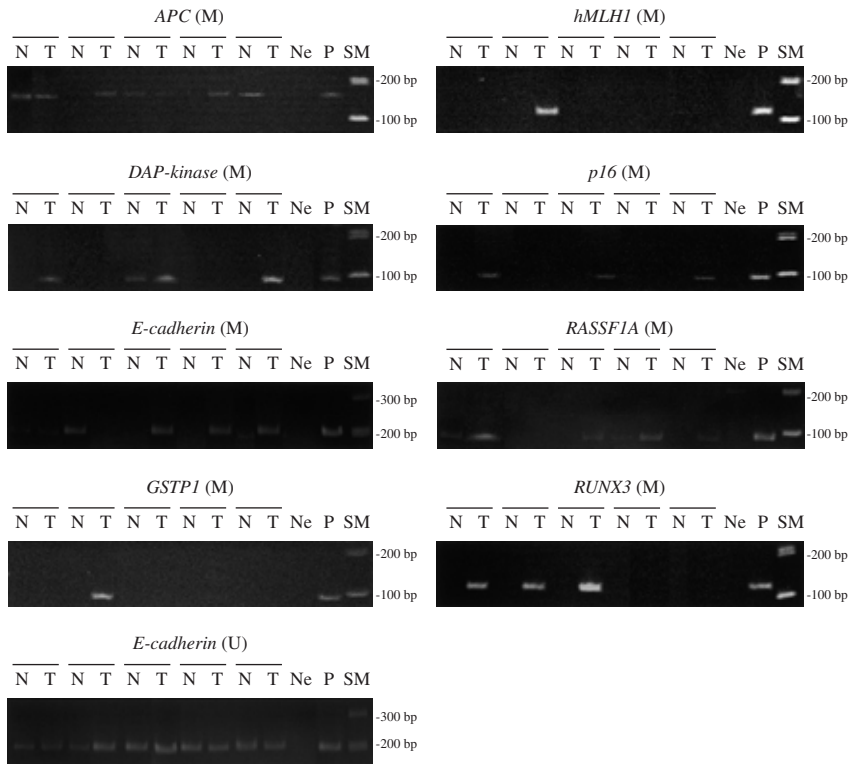 APC (M)
N T N T N T N T N T Ne P SM
-200 bp
-100 bp
hMLH1 (M)
N T N T N T N T N T Ne P SM
-200 bp
-100 bp
DAP-kinase (M)
N T N T N T N T N T Ne P SM
-200 bp
-100 bp
p16 (M)
N T N T N T N T N T Ne P SM
-200 bp
-100 bp
E-cadherin (M)
N T N T N T N T N T Ne P SM
-300 bp
-200 bp
RASSF1A (M)
N T N T N T N T N T Ne P SM
-200 bp
-100 bp
GSTP1 (M)
N T N T N T N T N T Ne P SM
-200 bp
-100 bp
RUNX3 (M)
N T N T N T N T N T Ne P SM
-200 bp
-100 bp
E-cadherin (U)
N T N T N T N T N T Ne P SM
-300 bp
-200 bp